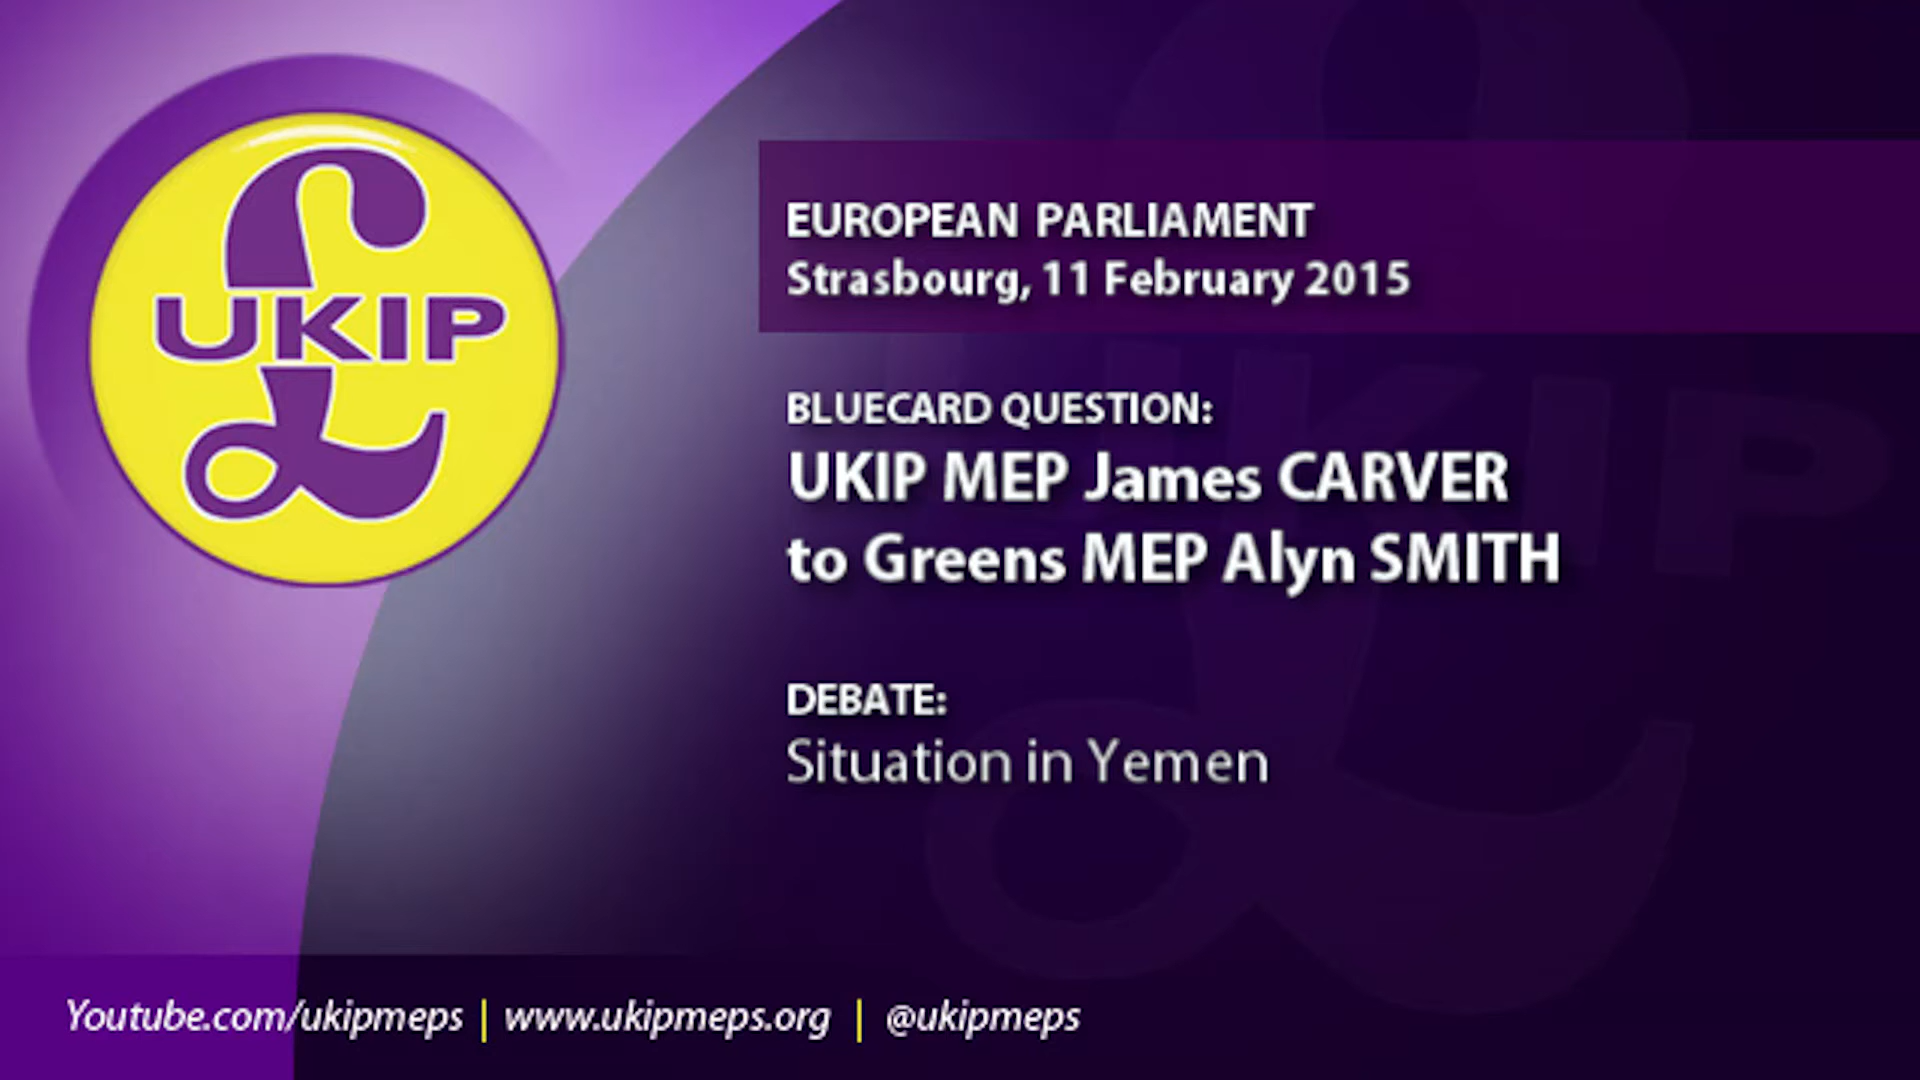 UKIP
EUROPEAN PARLIAMENT
Strasbourg, 11 February 2015
BLUECARD QUESTION:
UKIP MEP James CARVER
to Greens MEP Alyn SMITH
DEBATE:
Situation in Yemen
Youtube.com/ukipmeps | www.ukipmeps.org | @ukipmeps